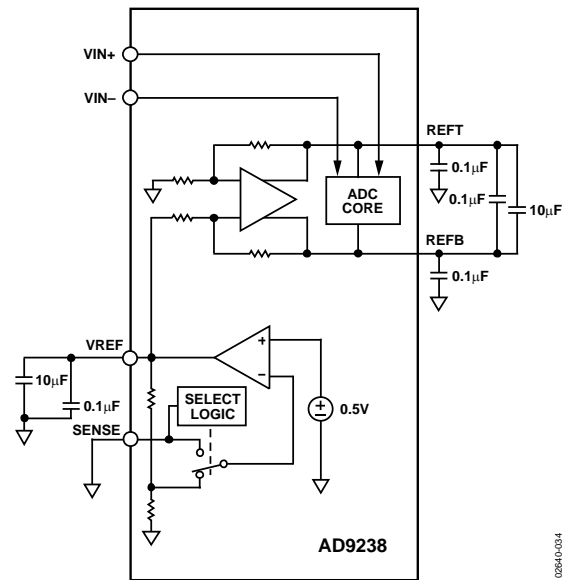 VIN+
VIN–
REFT
0.1µF
ADC
CORE
0.1µF
10µF
REFB
0.1µF
VREF
+
–
10µF
0.1µF
SELECT
LOGIC
+
–
0.5V
SENSE
AD9238
02640-034